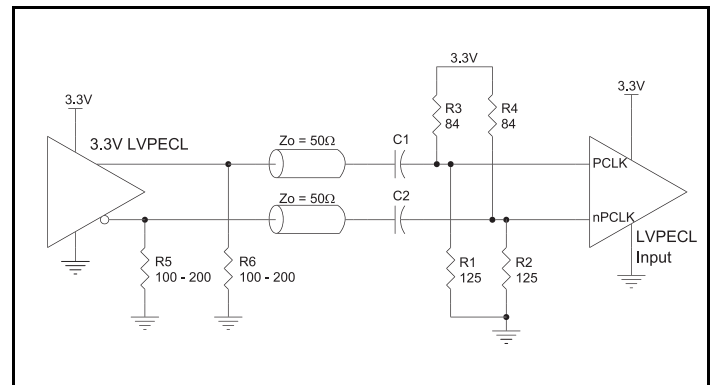 3.3V
3.3V LVPECL
R5
100 - 200
R6
100 - 200
Zo = 50Ω
Zo = 50Ω
C1
C2
3.3V
R3
84
R4
84
R1
125
R2
125
3.3V
PCLK
nPCLK
LVPECL
Input